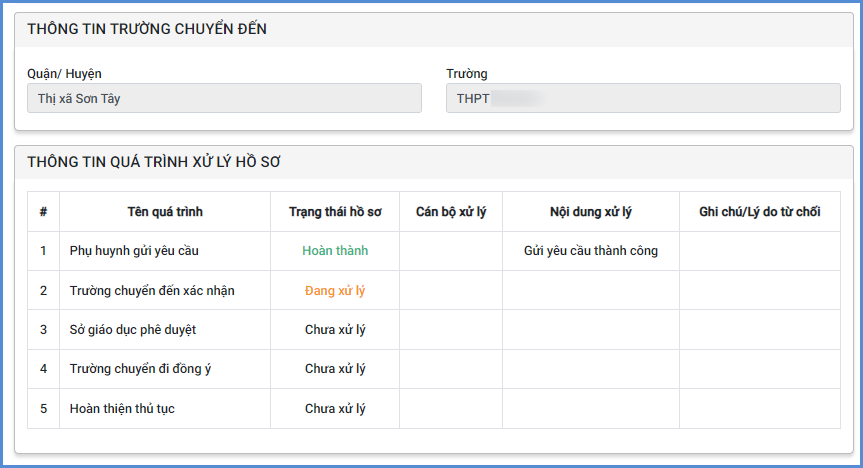 THÔNG TIN TRƯỜNG CHUYỂN ĐẾN
Quận/ Huyện Trường
Thị xã Sơn Tây THPT
THÔNG TIN QUÁ TRÌNH XỬ LÝ HỒ SƠ
# Tên quá trình Trạng thái hồ sơ Cán bộ xử lý Nội dung xử lý Ghi chú/Lý do từ chối
1 Phụ huynh gửi yêu cầu Hoàn thành Gửi yêu cầu thành công
2 Trường chuyển đến xác nhận Đang xử lý
3 Sở giáo dục phê duyệt Chưa xử lý
4 Trường chuyển đi đồng ý Chưa xử lý
5 Hoàn thiện thủ tục Chưa xử lý